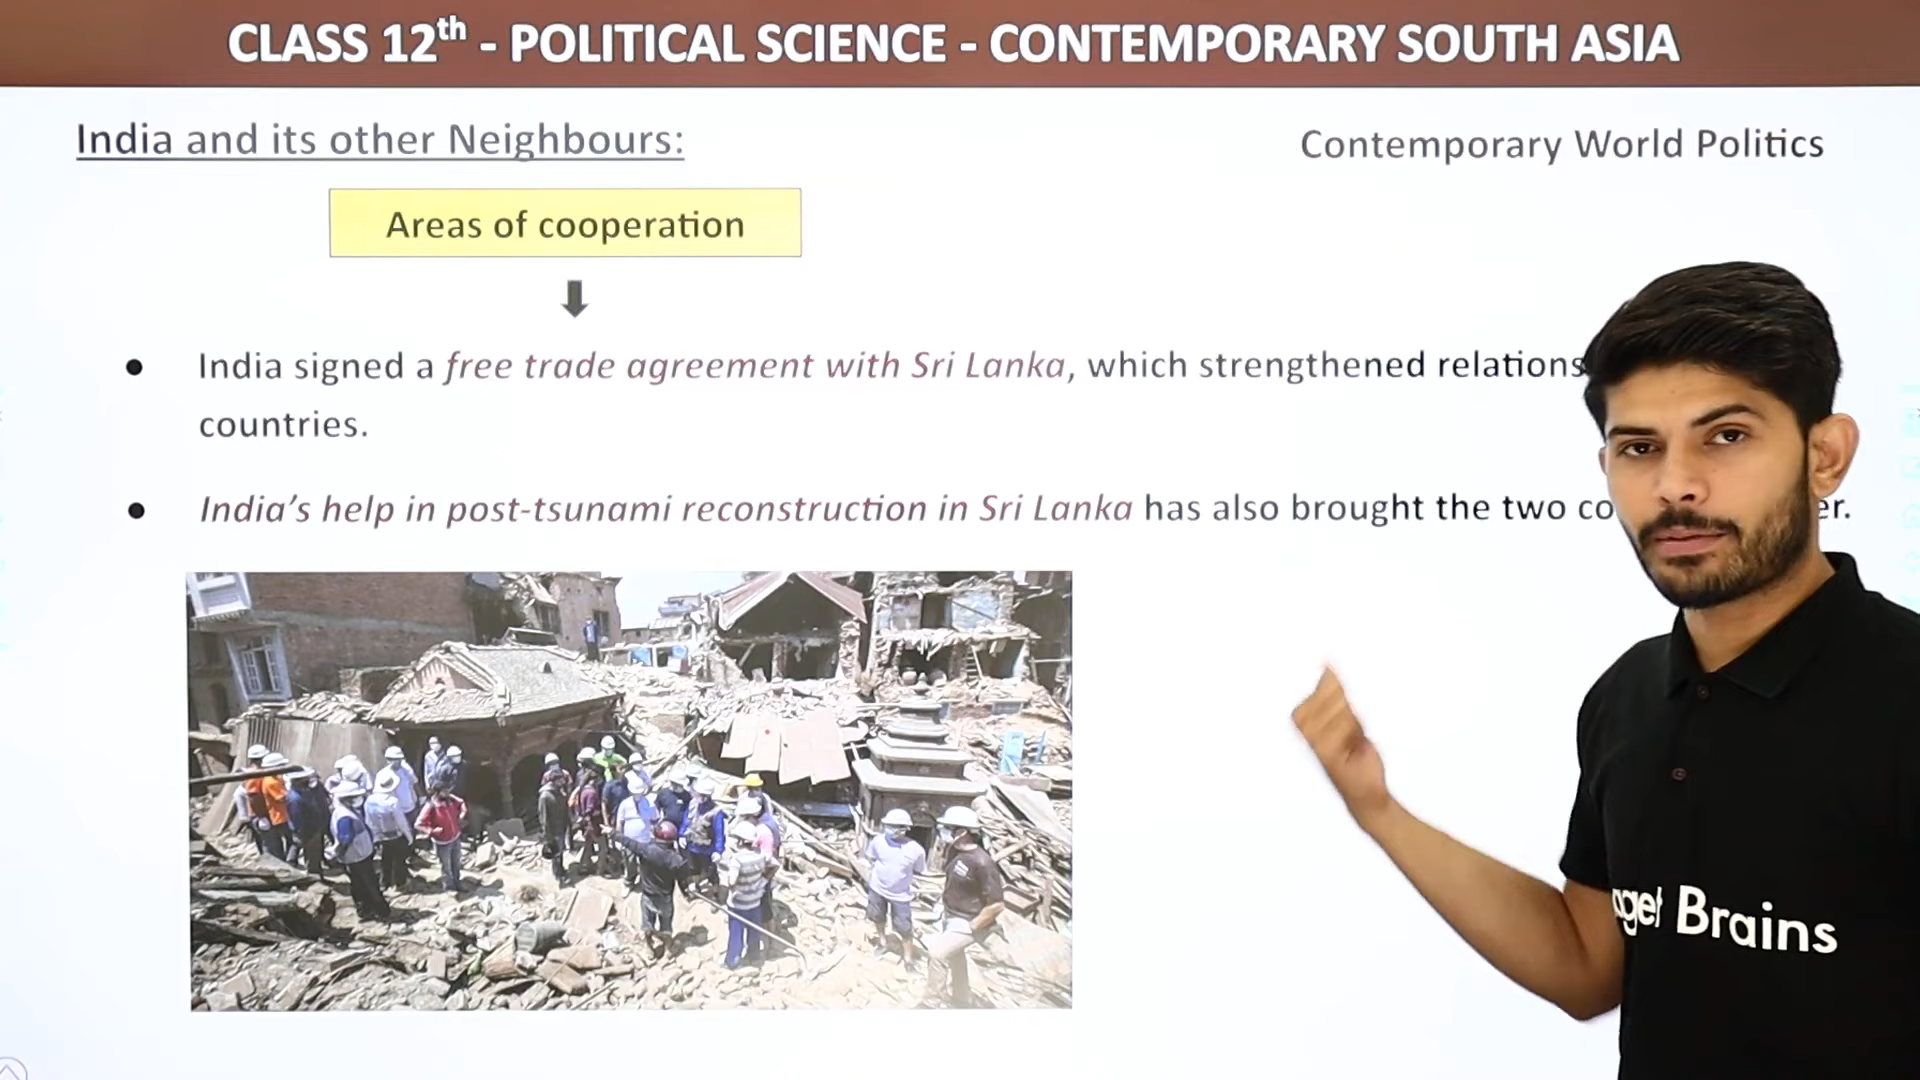 CLASS 12th - POLITICAL SCIENCE - CONTEMPORARY SOUTH ASIA
India and its other Neighbours:
Contemporary World Politics
Areas of cooperation
● India signed a free trade agreement with Sri Lanka, which strengthened relations
countries.
● India’s help in post-tsunami reconstruction in Sri Lanka has also brought the two
Brains